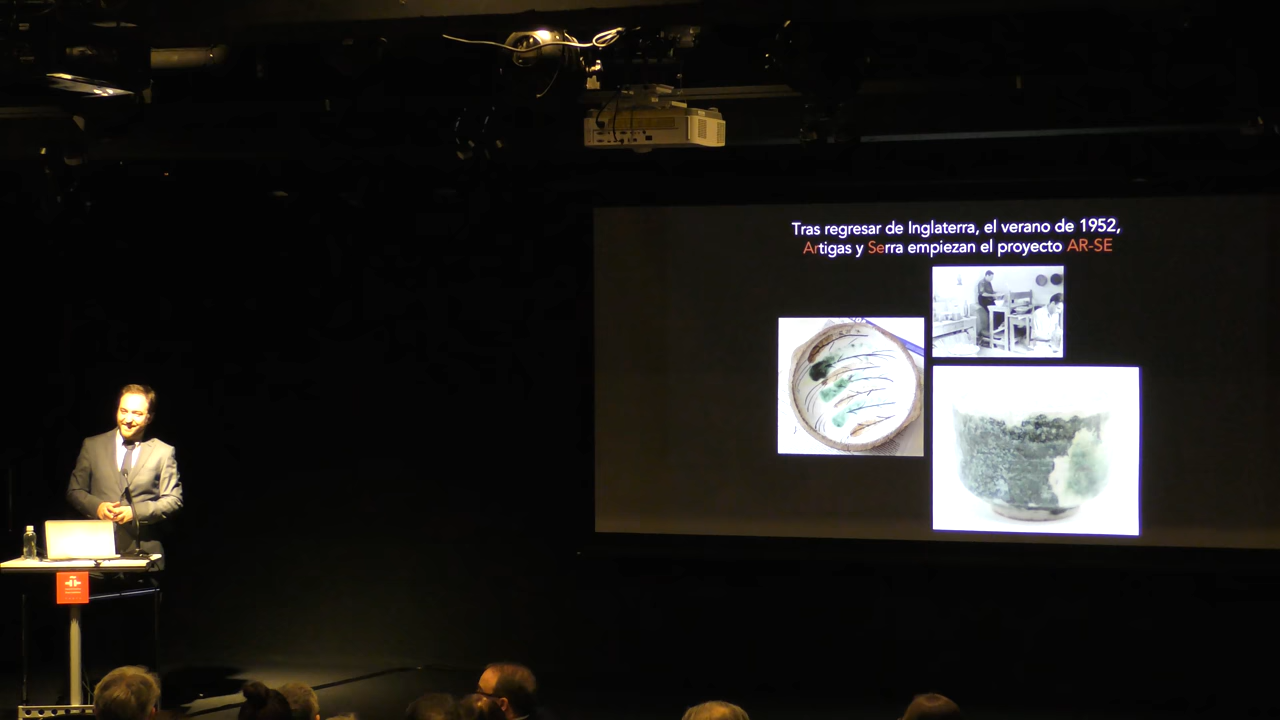 Tras regresar de Inglaterra, el verano de 1952,
Artigas y Serra empiezan el proyecto AR-SE